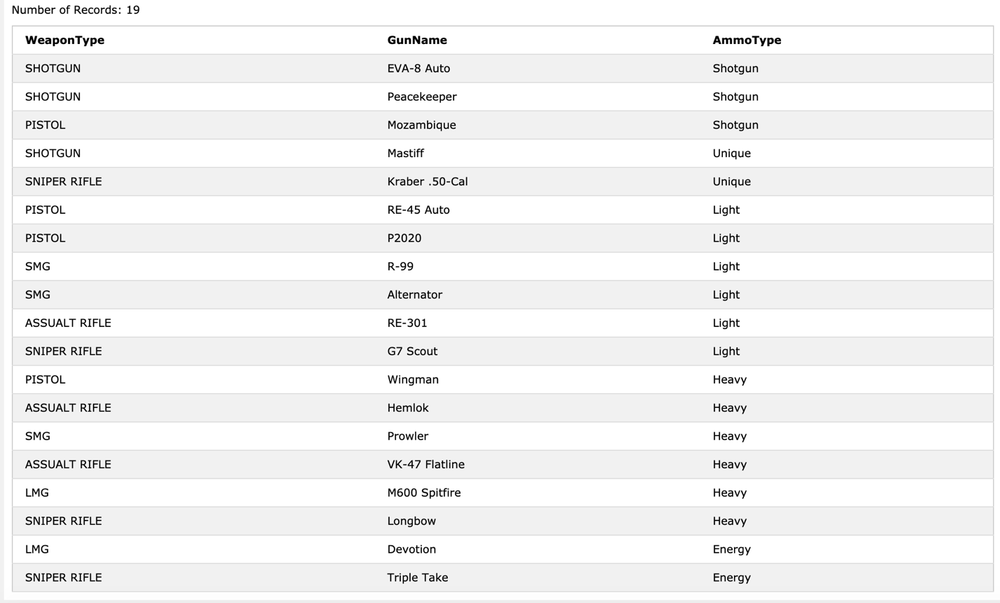 Number of Records: 19
WeaponType GunName AmmoType
SHOTGUN EVA-8 Auto Shotgun
SHOTGUN Peacekeeper Shotgun
PISTOL Mozambique Shotgun
SHOTGUN Mastiff Unique
SNIPER RIFLE Kraber .50-Cal Unique
PISTOL RE-45 Auto Light
PISTOL P2020 Light
SMG R-99 Light
SMG Alternator Light
ASSUALT RIFLE RE-301 Light
SNIPER RIFLE G7 Scout Light
PISTOL Wingman Heavy
ASSUALT RIFLE Hemlok Heavy
SMG Prowler Heavy
ASSUALT RIFLE VK-47 Flatline Heavy
LMG M600 Spitfire Heavy
SNIPER RIFLE Longbow Heavy
LMG Devotion Energy
SNIPER RIFLE Triple Take Energy